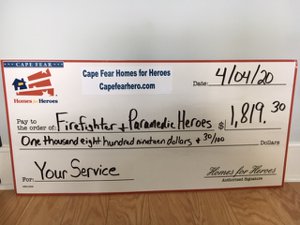 CAPE FEAR
Homes for Heroes
Cape Fear Homes for Heroes
Capefearhero.com
Date: 4/04/20
Pay to the order of: Firefighter + Paramedic Heroes $ 1,819.30
One thousand eight hundred nineteen dollars + 30/100 Dollars
For: Your Service
Homes for Heroes
Authorized Signature